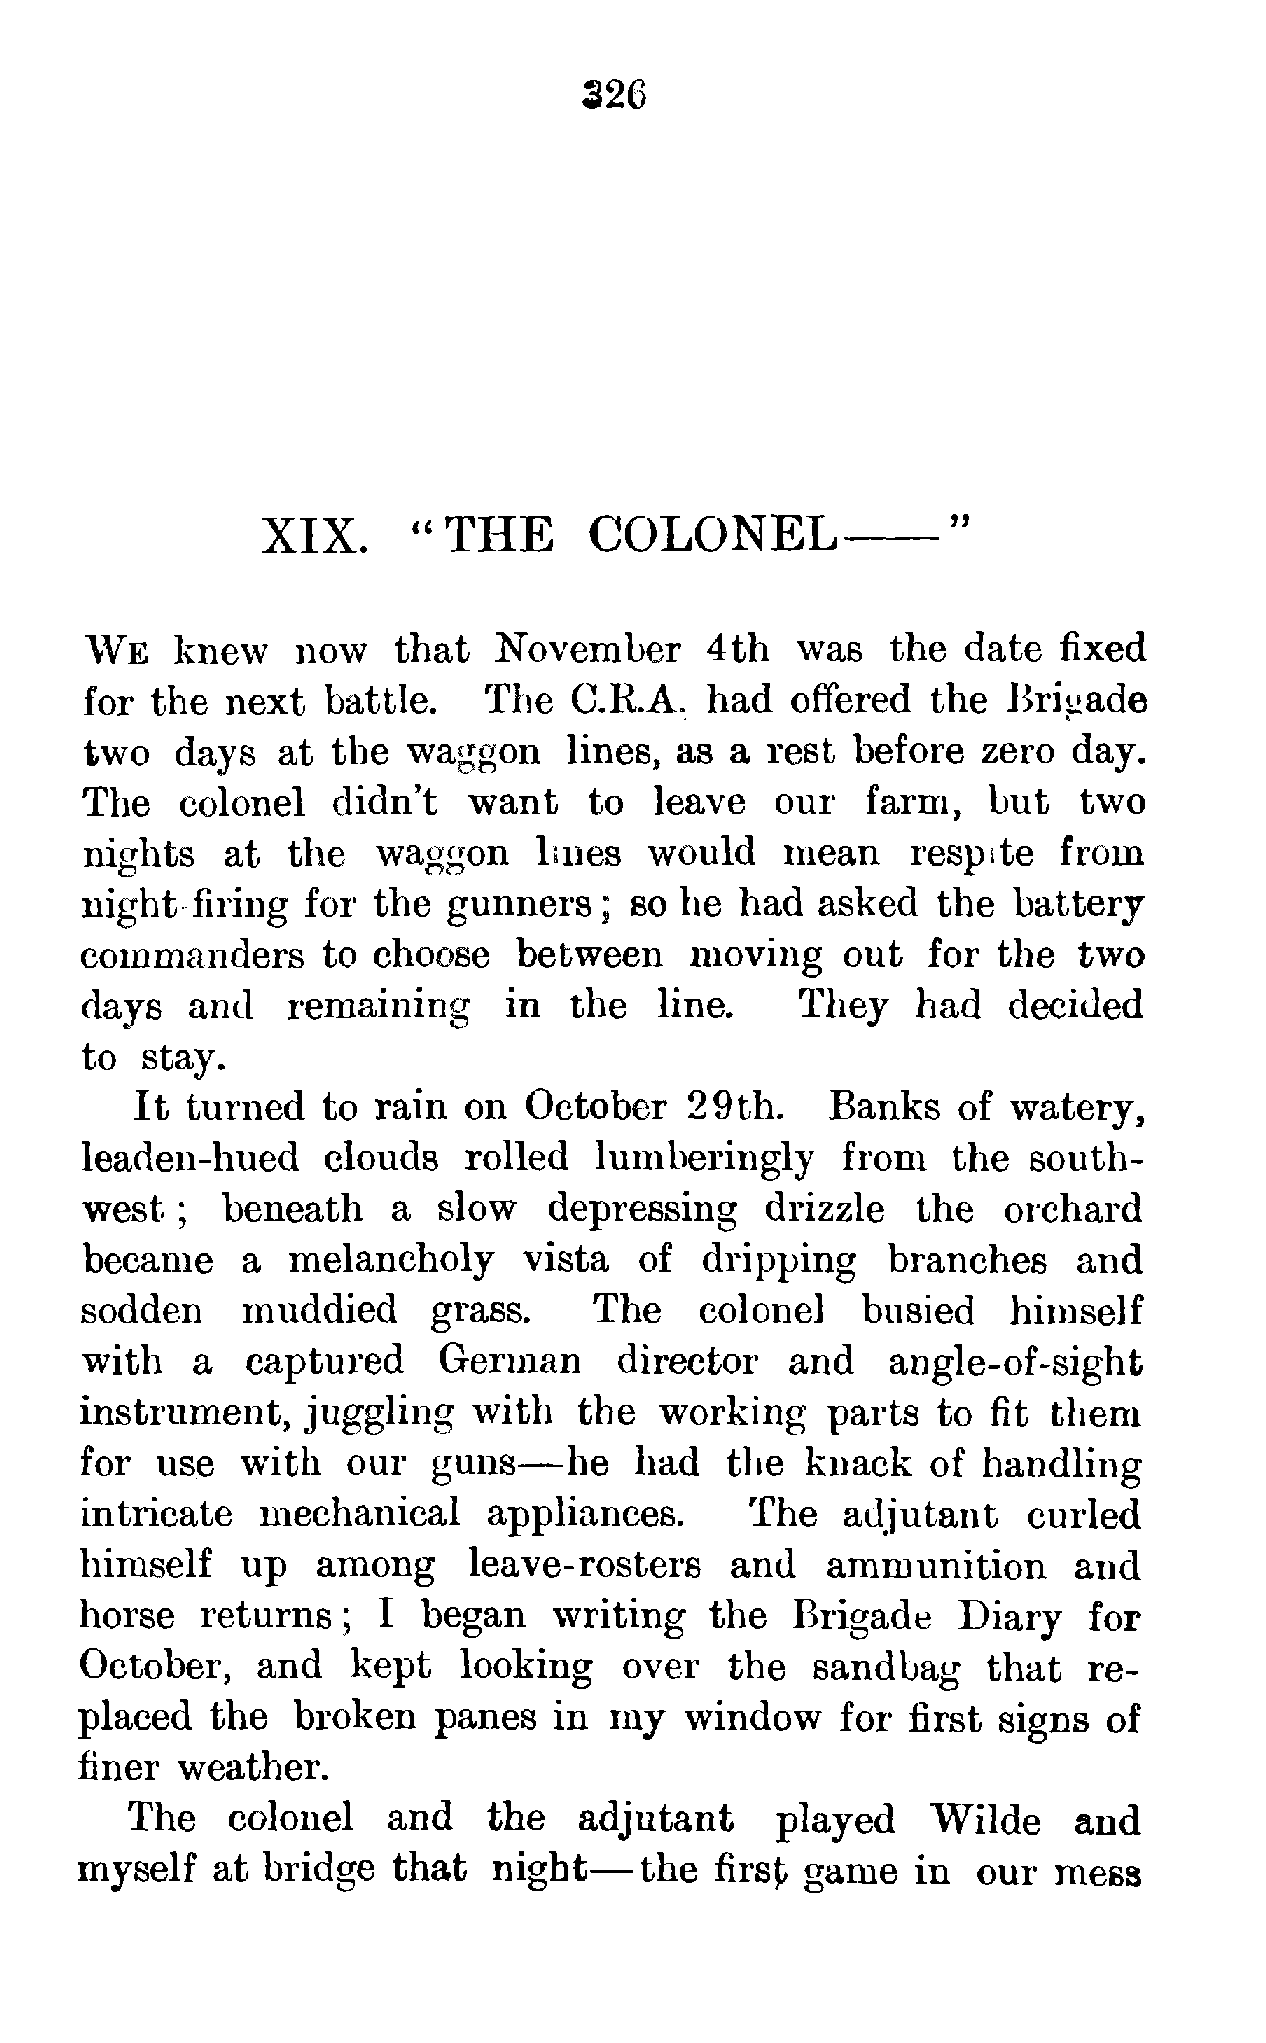 326
XIX. "THE COLONEL——"
WE knew now that November 4th was the date fixed
for the next battle. The C.R.A. had offered the Brigade
two days at the waggon lines, as a rest before zero day.
The colonel didn't want to leave our farm, but two
nights at the waggon lines would mean respite from
night-firing for the gunners; so he had asked the battery
commanders to choose between moving out for the two
days and remaining in the line. They had decided
to stay.
It turned to rain on October 29th. Banks of watery,
leaden-hued clouds rolled lumberingly from the south-
west; beneath a slow depressing drizzle the orchard
became a melancholy vista of dripping branches and
sodden muddied grass. The colonel busied himself
with a captured German director and angle-of-sight
instrument, juggling with the working parts to fit them
for use with our guns—he had the knack of handling
intricate mechanical appliances. The adjutant curled
himself up among leave-rosters and ammunition and
horse returns; I began writing the Brigade Diary for
October, and kept looking over the sandbag that re-
placed the broken panes in my window for first signs of
finer weather.
The colonel and the adjutant played Wilde and
myself at bridge that night—the first game in our mess